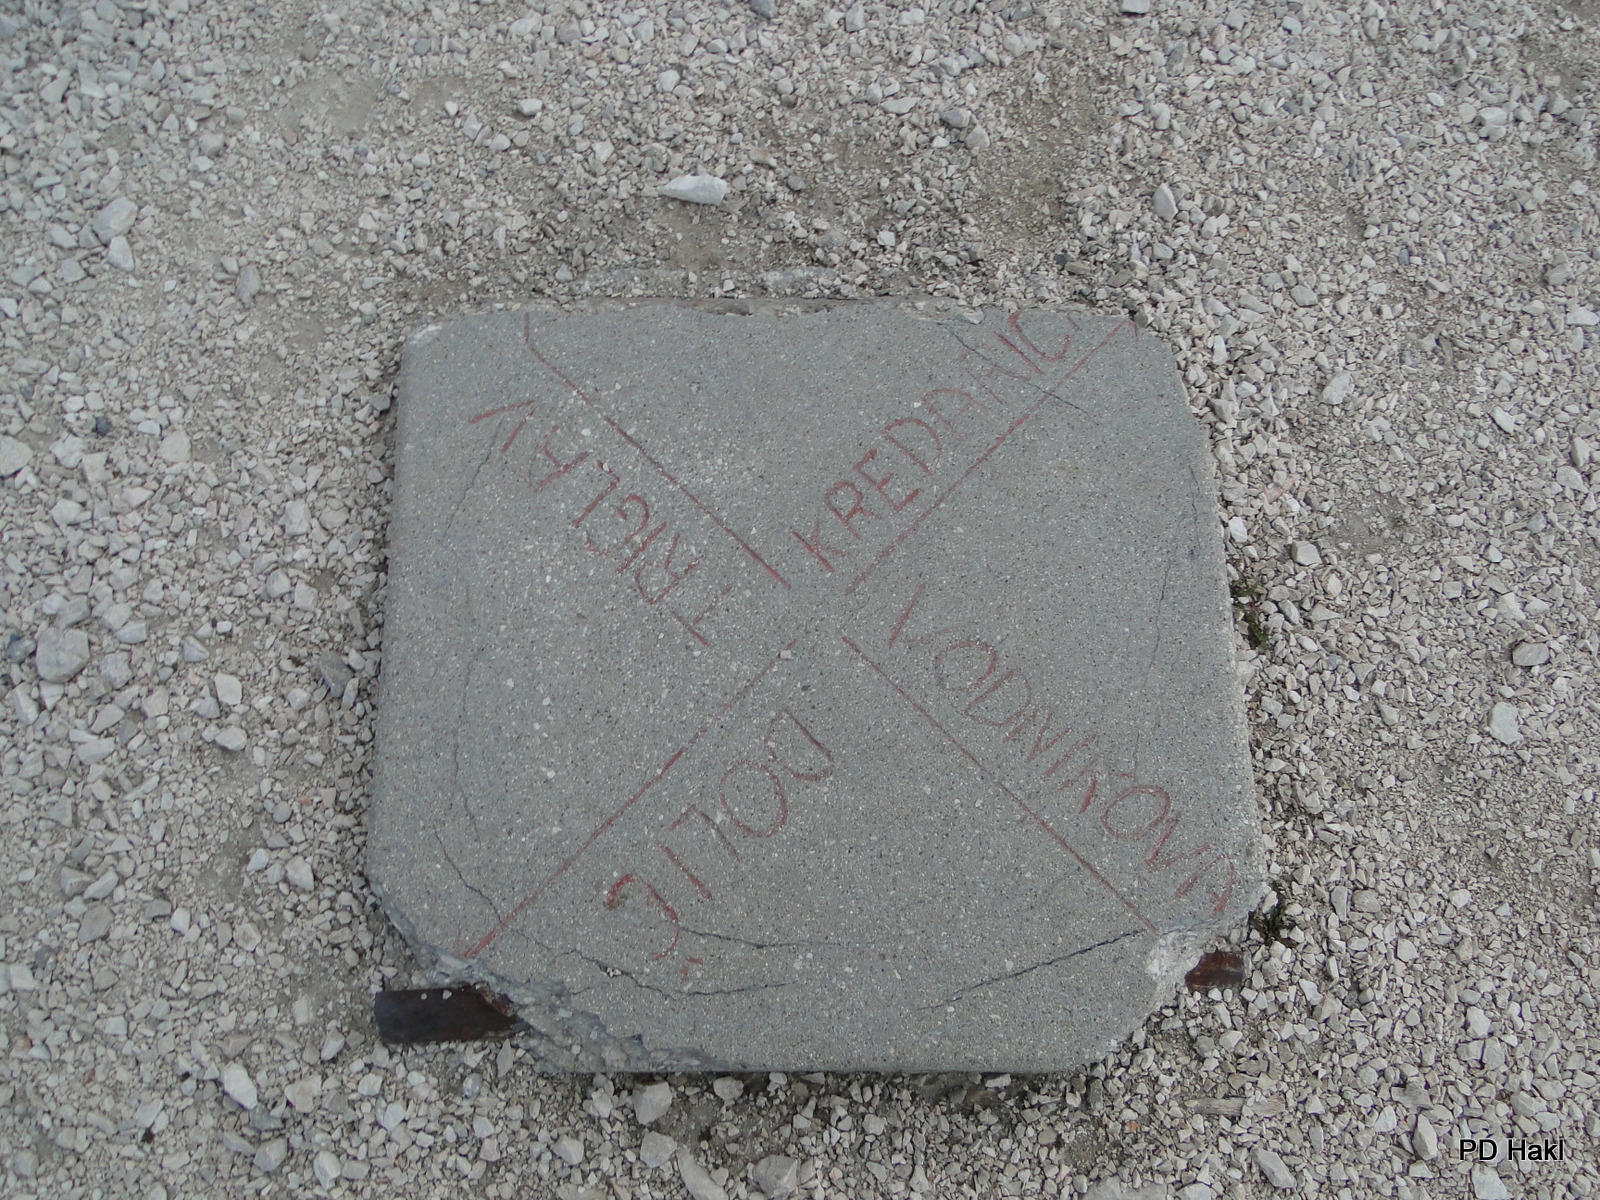 TRIGLAV
KREDARICA
VODNIKOVA
DOLIČ
PD Hakl